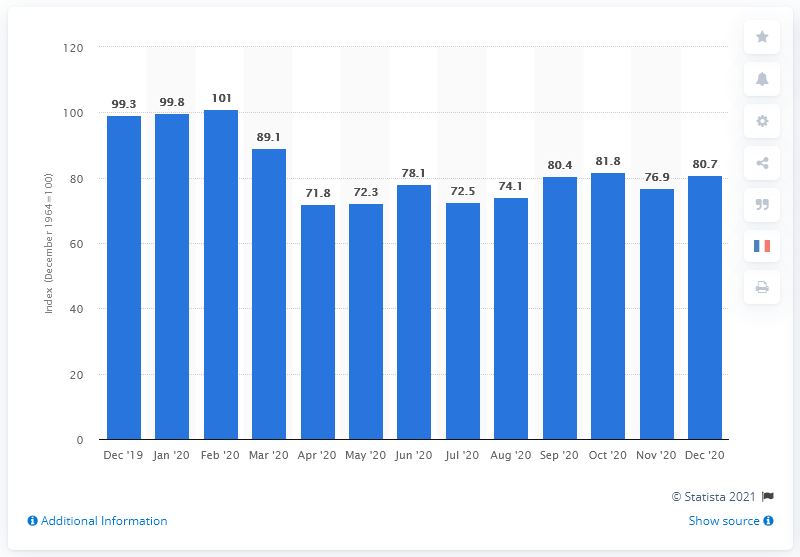 120
100
80
60
40
20
0
Index (December 1964=100)
99.3 99.8 101 89.1 71.8 72.3 78.1 72.5 74.1 80.4 81.8 76.9 80.7
Dec '19 Jan '20 Feb '20 Mar '20 Apr '20 May '20 Jun '20 Jul '20 Aug '20 Sep '20 Oct '20 Nov '20 Dec '20
© Statista 2021
Additional Information Show source